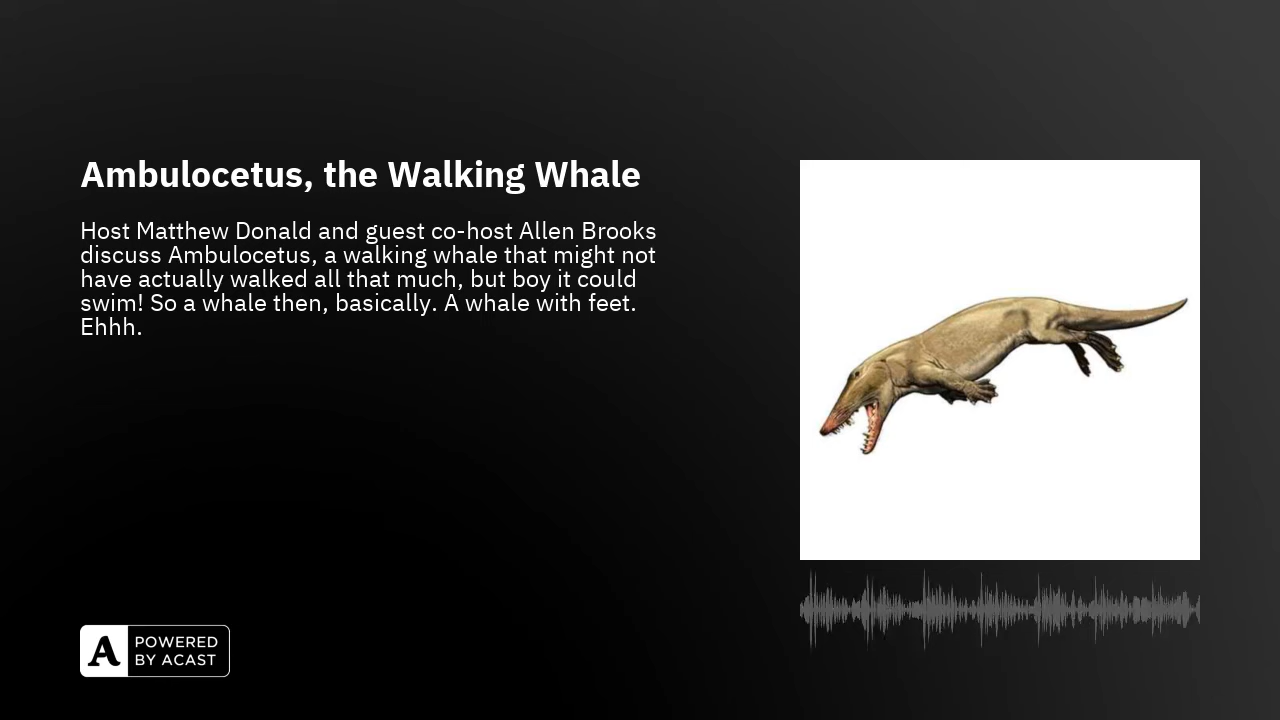 Ambulocetus, the Walking Whale
Host Matthew Donald and guest co-host Allen Brooks
discuss Ambulocetus, a walking whale that might not
have actually walked all that much, but boy it could
swim! So a whale then, basically. A whale with feet.
Ehhh.
A
POWERED
BY ACAST